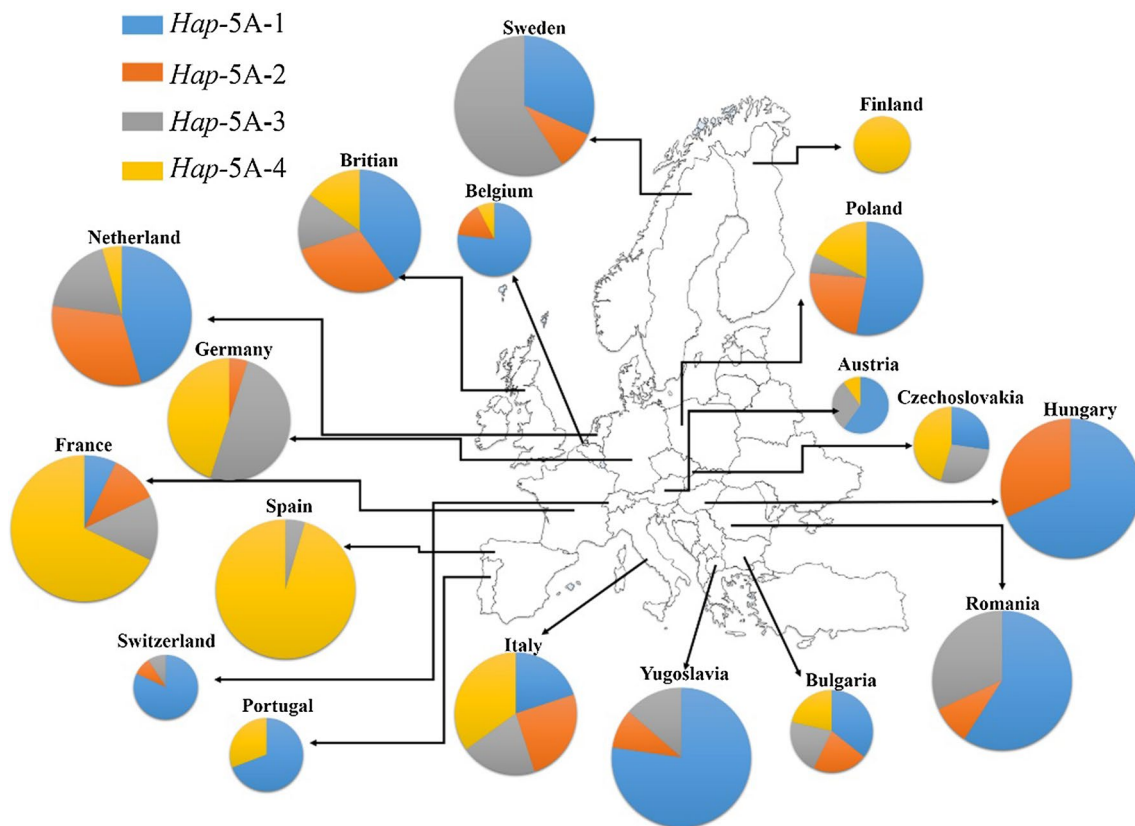 Hap-5A-1
Hap-5A-2
Hap-5A-3
Hap-5A-4
Sweden
Finland
Britian
Belgium
Poland
Netherland
Germany
Austria
Czechoslovakia
Hungary
France
Spain
Romania
Switzerland
Italy
Yugoslavia
Bulgaria
Portugal